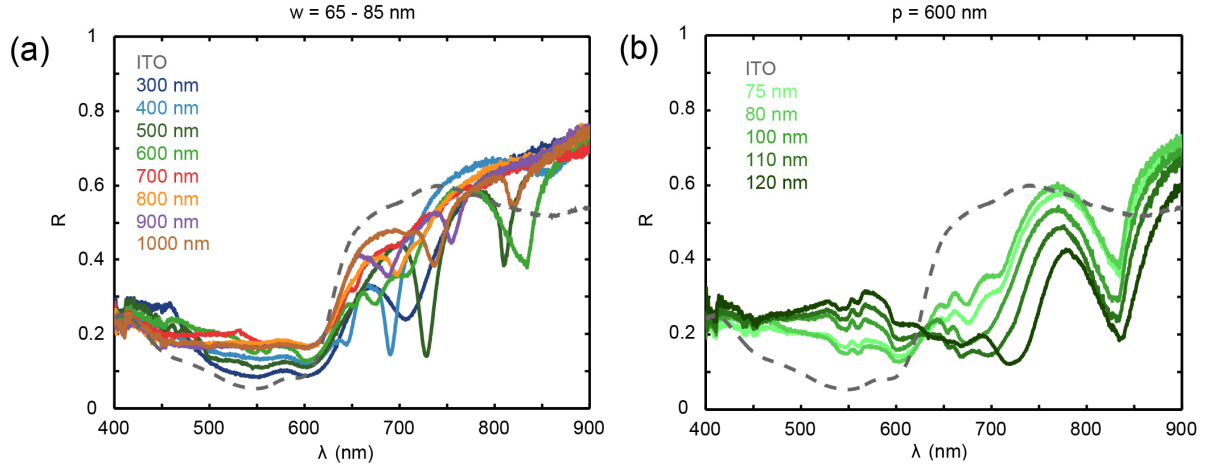 w = 65 - 85 nm
(a)
1
0.8
0.6
0.4
0.2
0
R
ITO
300 nm
400 nm
500 nm
600 nm
700 nm
800 nm
900 nm
1000 nm
400 500 600 700 800 900
λ (nm)
p = 600 nm
(b)
1
0.8
0.6
0.4
0.2
0
R
ITO
75 nm
80 nm
100 nm
110 nm
120 nm
400 500 600 700 800 900
λ (nm)